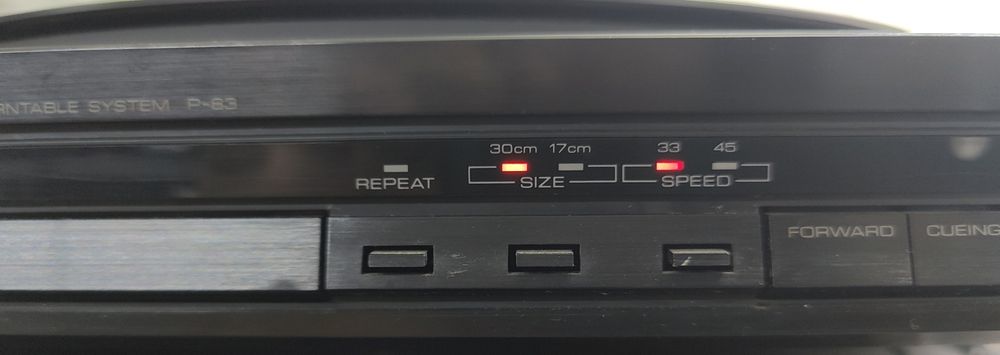 RNTABLE SYSTEM P-83
30cm 17cm 33 45
REPEAT SIZE SPEED
FORWARD CUEING